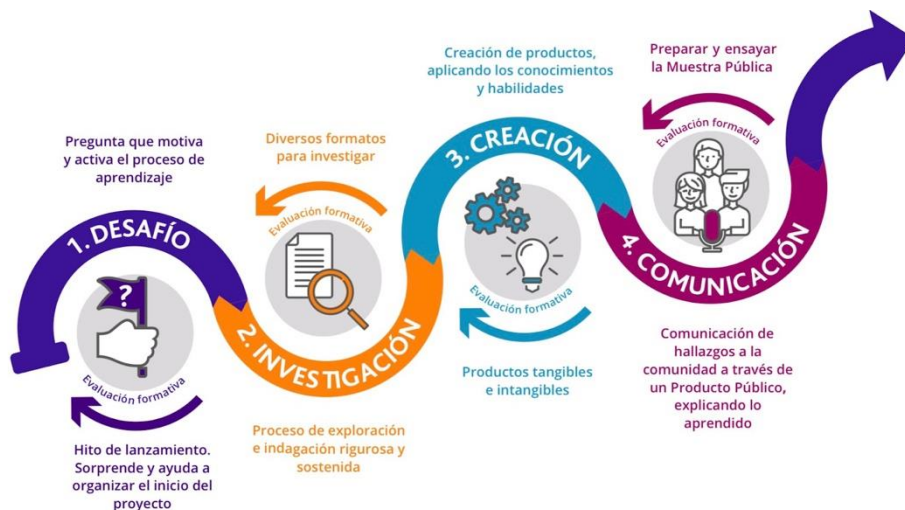 Pregunta que motiva
y activa el proceso de
aprendizaje
1. DESAFÍO
?
Evaluación formativa
Hito de lanzamiento.
Sorprende y ayuda a
organizar el inicio del
proyecto
Diversos formatos
para investigar
Evaluación formativa
2. INVESTIGACIÓN
Proceso de exploración
e indagación rigurosa y
sostenida
Creación de productos,
aplicando los conocimientos
y habilidades
3. CREACIÓN
Evaluación formativa
Productos tangibles
e intangibles
Preparar y ensayar
la Muestra Pública
Evaluación formativa
4. COMUNICACIÓN
Comunicación de
hallazgos a la
comunidad a través de
un Producto Público,
explicando lo
aprendido